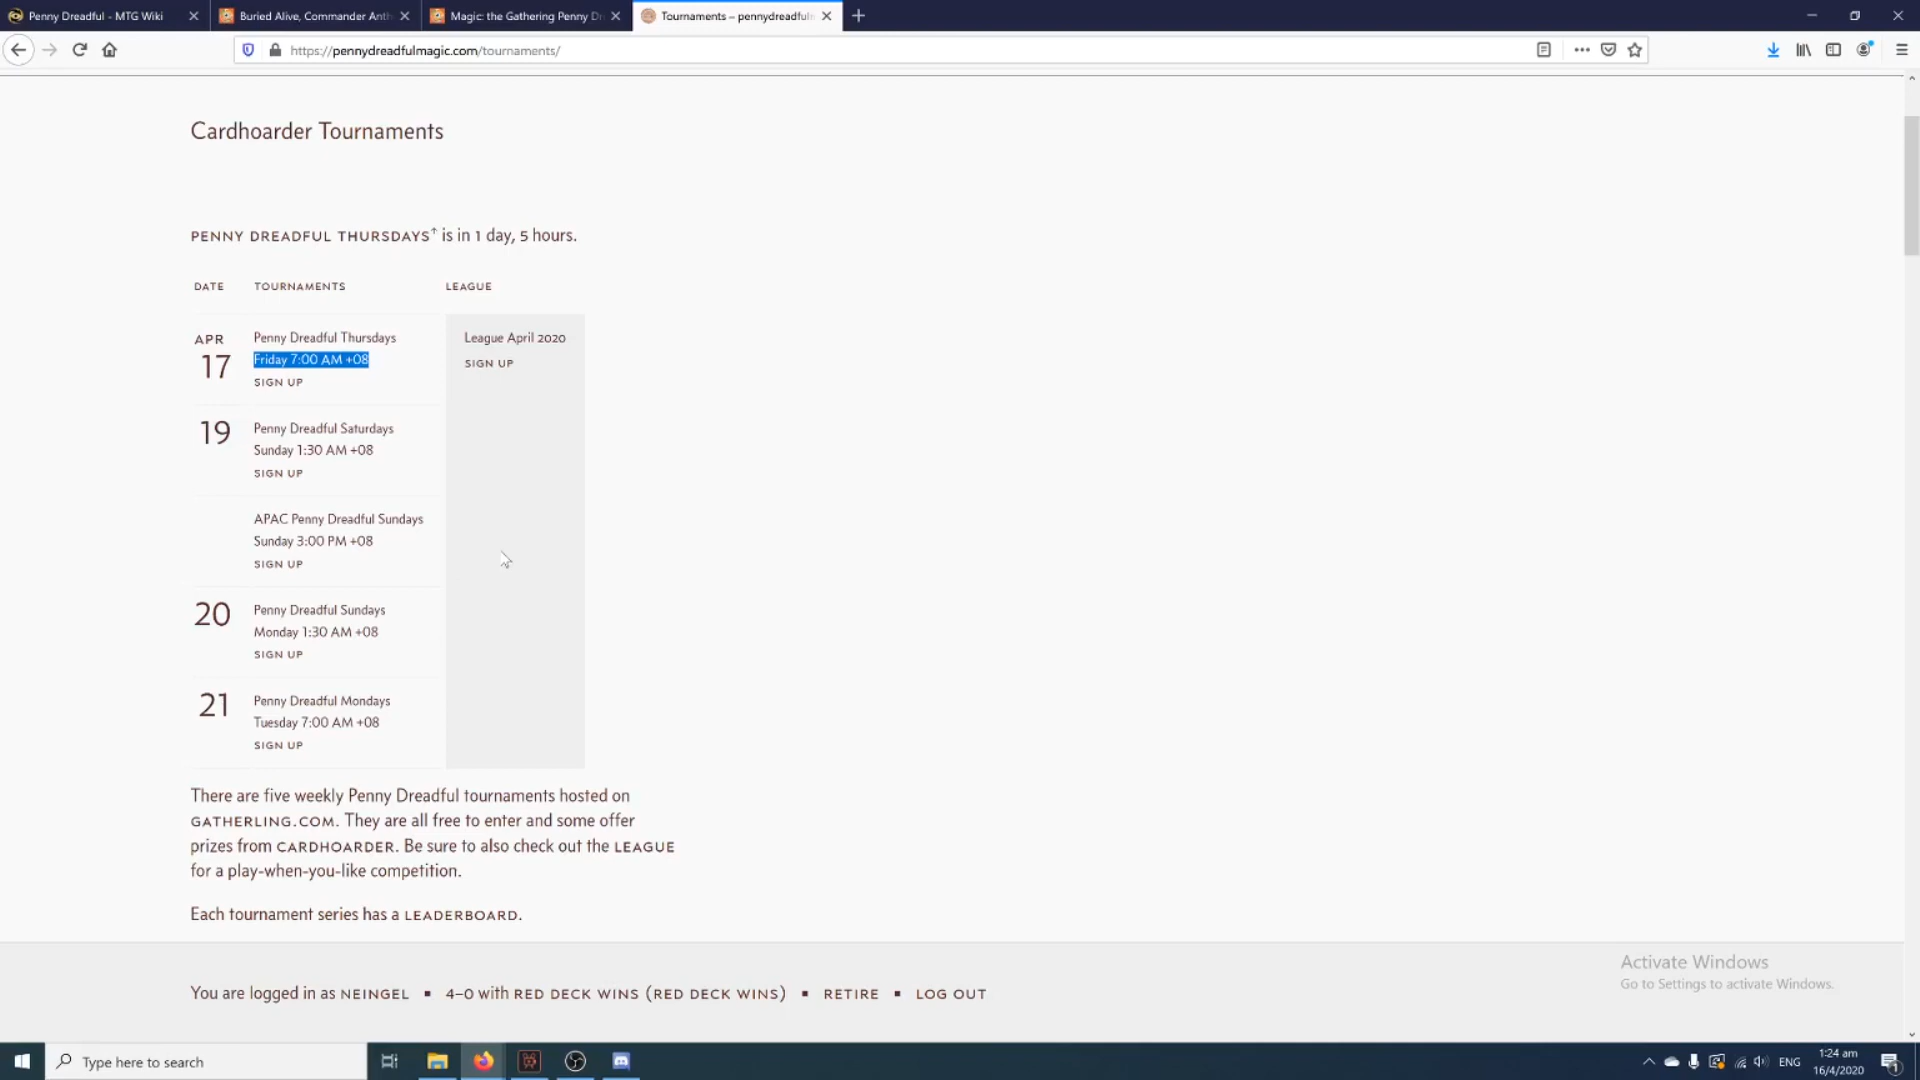 Penny Dreadful - MTG Wiki
Buried Alive, Commander Anth
Magic: the Gathering Penny Dr
Tournaments – pennydreadful
https://pennydreadfulmagic.com/tournaments/
Cardhoarder Tournaments
PENNY DREADFUL THURSDAYS↑ is in 1 day, 5 hours.
DATE TOURNAMENTS LEAGUE
APR
17
Penny Dreadful Thursdays
Friday 7:00 AM +08
SIGN UP
League April 2020
SIGN UP
19
Penny Dreadful Saturdays
Sunday 1:30 AM +08
SIGN UP
APAC Penny Dreadful Sundays
Sunday 3:00 PM +08
SIGN UP
20
Penny Dreadful Sundays
Monday 1:30 AM +08
SIGN UP
21
Penny Dreadful Mondays
Tuesday 7:00 AM +08
SIGN UP
There are five weekly Penny Dreadful tournaments hosted on
GATHERLING.COM. They are all free to enter and some offer
prizes from CARDHOARDER. Be sure to also check out the LEAGUE
for a play-when-you-like competition.
Each tournament series has a LEADERBOARD.
You are logged in as NEINGEL ▪ 4–0 with RED DECK WINS (RED DECK WINS) ▪ RETIRE ▪ LOG OUT
Activate Windows
Go to Settings to activate Windows.
Type here to search
ENG
1:24 am
16/4/2020
1